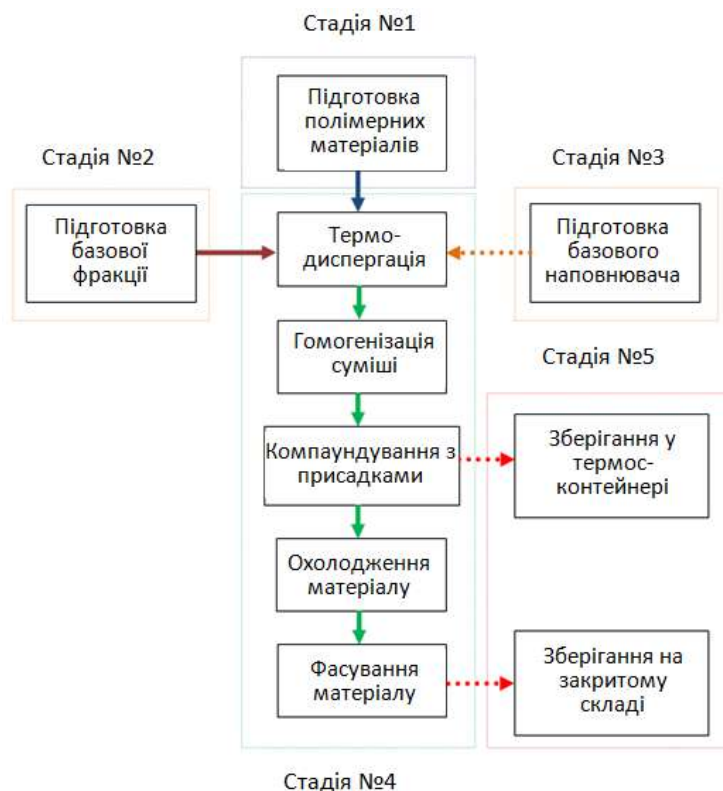 Стадія №1
Підготовка
полімерних
матеріалів
Стадія №2
Підготовка
базової
фракції
Стадія №3
Підготовка
базового
наповнювача
Термо-
диспергація
Гомогенізація
суміші
Компаундування з
присадками
Охолодження
матеріалу
Фасування
матеріалу
Стадія №4
Стадія №5
Зберігання у
термос-
контейнері
Зберігання на
закритому
складі